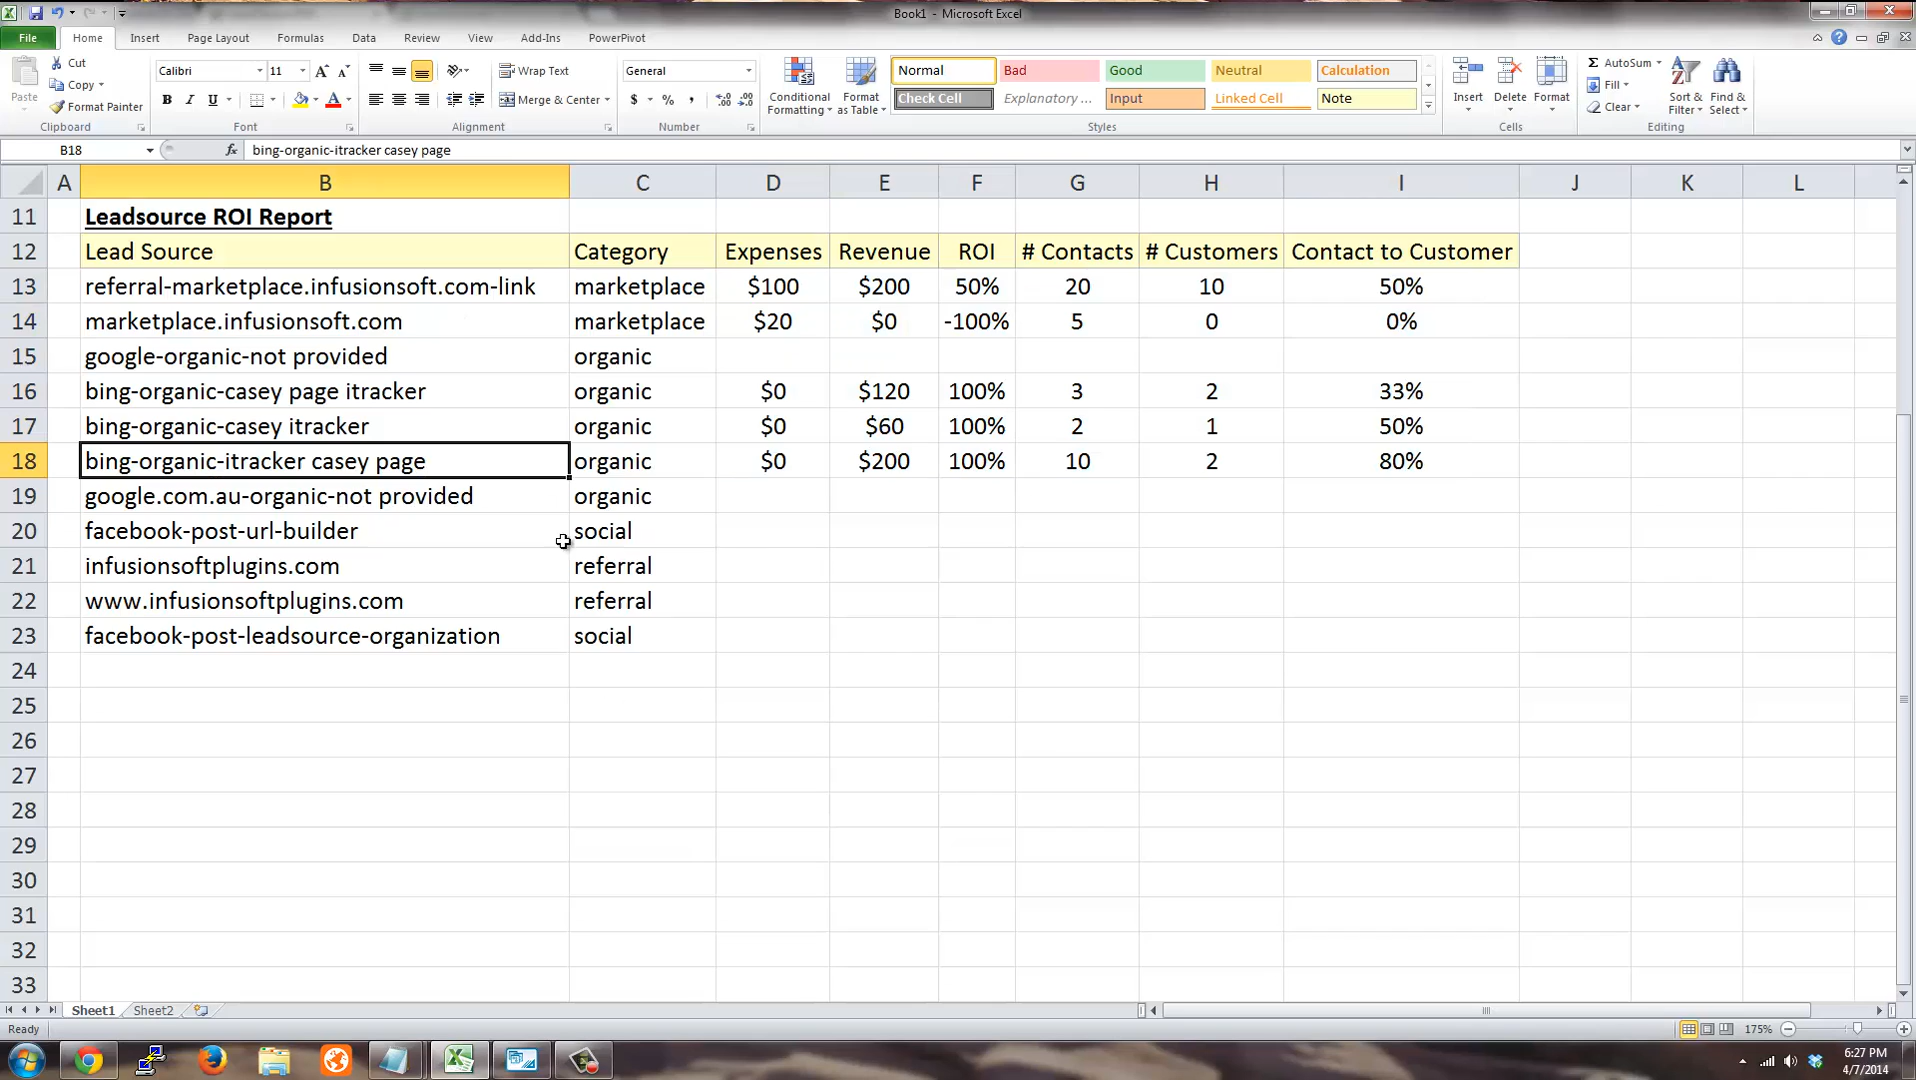 Book1 - Microsoft Excel
File Home Insert Page Layout Formulas Data Review View Add-Ins PowerPivot
Paste Cut Copy Format Painter Clipboard
Calibri 11 B I U Font
Wrap Text Merge & Center Alignment
General $ % , Number
Conditional Formatting Format as Table
Normal Bad Good Neutral Calculation
Check Cell Explanatory ... Input Linked Cell Note
Styles
Insert Delete Format Cells
AutoSum Fill Clear Sort & Filter Find & Select Editing
B18 fx bing-organic-itracker casey page
A B C D E F G H I J K L
11 Leadsource ROI Report
12 Lead Source Category Expenses Revenue ROI # Contacts # Customers Contact to Customer
13 referral-marketplace.infusionsoft.com-link marketplace $100 $200 50% 20 10 50%
14 marketplace.infusionsoft.com marketplace $20 $0 -100% 5 0 0%
15 google-organic-not provided organic
16 bing-organic-casey page itracker organic $0 $120 100% 3 2 33%
17 bing-organic-casey itracker organic $0 $60 100% 2 1 50%
18 bing-organic-itracker casey page organic $0 $200 100% 10 2 80%
19 google.com.au-organic-not provided organic
20 facebook-post-url-builder social
21 infusionsoftplugins.com referral
22 www.infusionsoftplugins.com referral
23 facebook-post-leadsource-organization social
24
25
26
27
28
29
30
31
32
33
Sheet1 Sheet2
Ready 175%
6:27 PM
4/7/2014